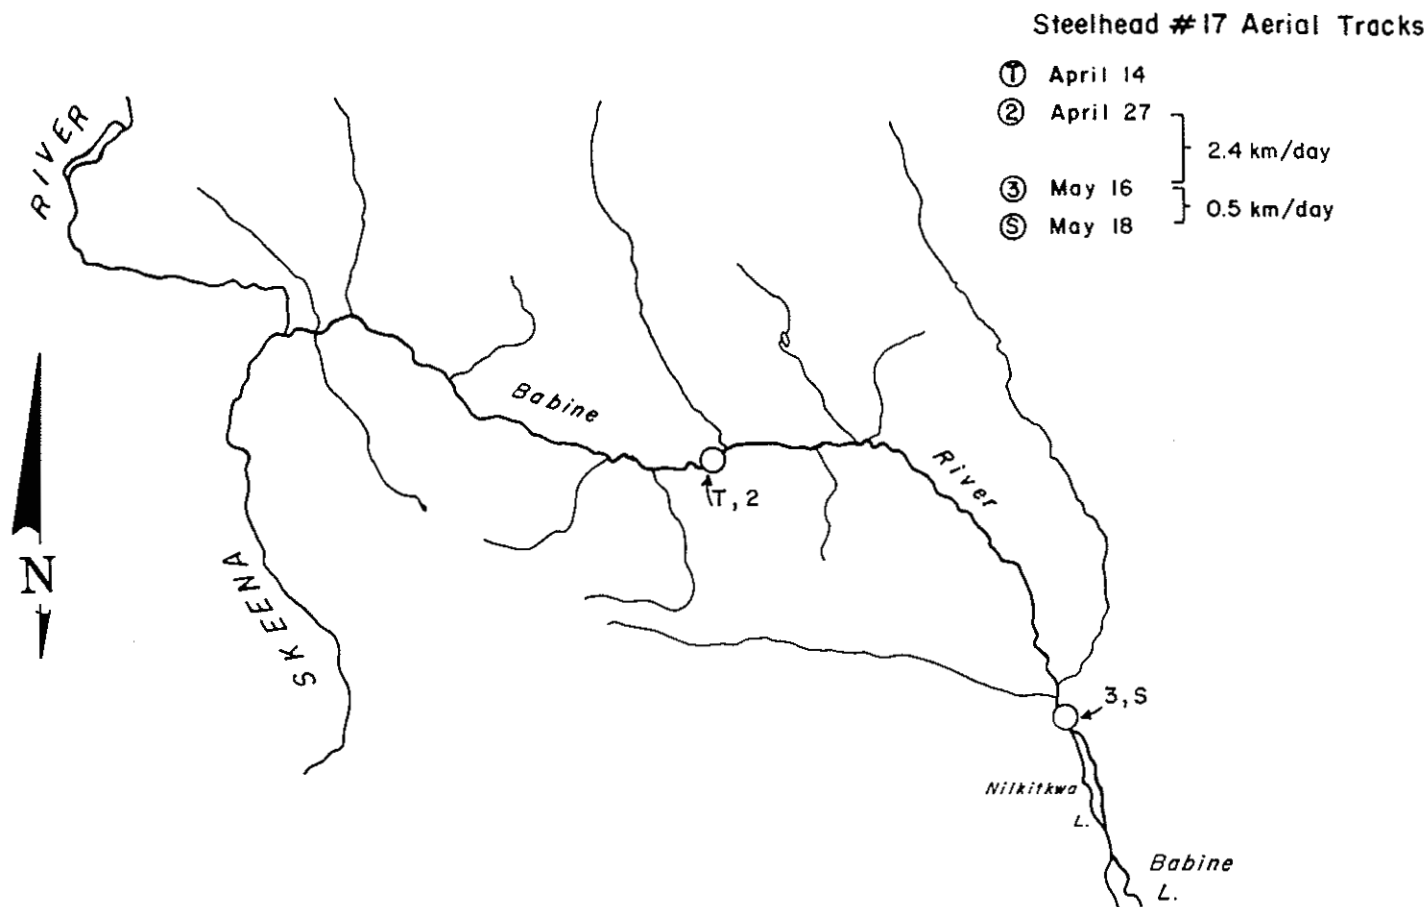 Steelhead #17 Aerial Tracks
T April 14
2 April 27
2.4 km/day
3 May 16
0.5 km/day
S May 18
RIVER
Babine
River
T, 2
N
SKEENA
3, S
Nilkitkwa
L.
Babine
L.